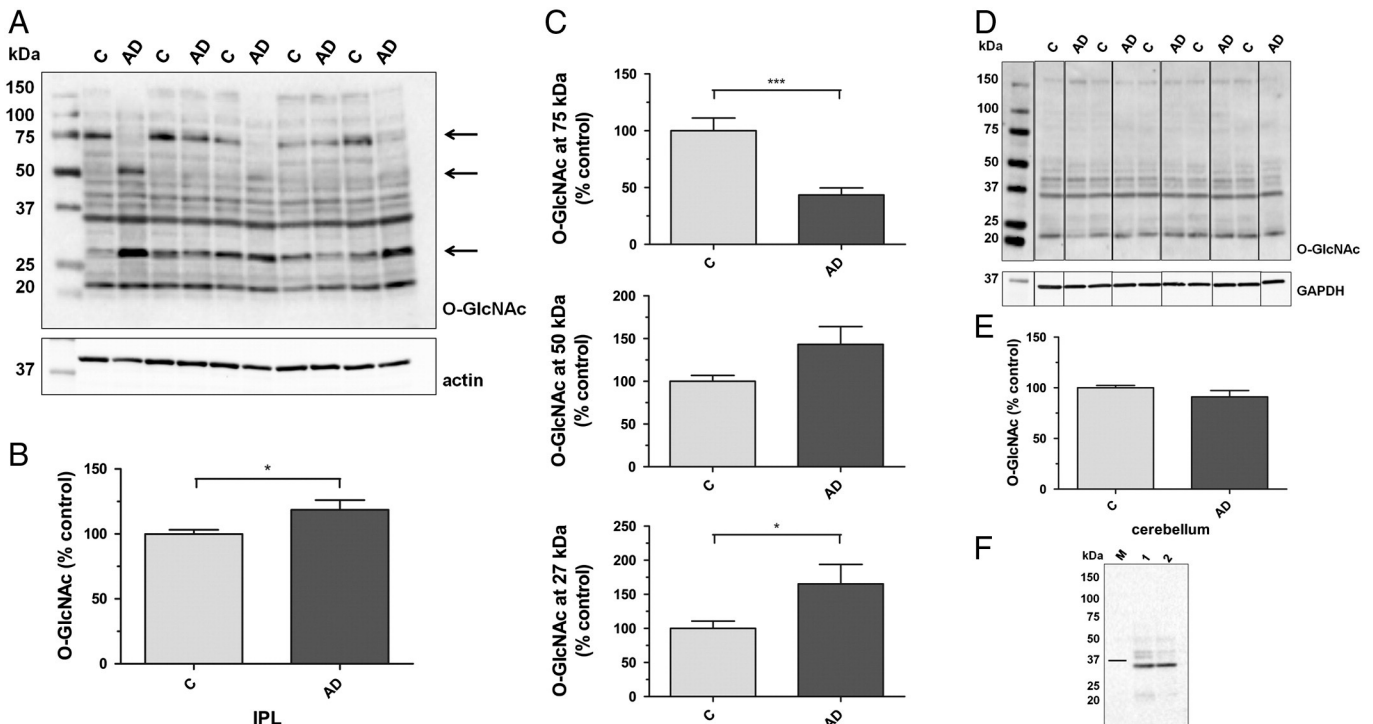 A
kDa
C AD C AD C AD C AD C AD
150
100
75
50
37
25
20
O-GlcNAc
37
actin
B
O-GlcNAc (% control)
150
100
50
0
*
C AD
IPL
C
O-GlcNAc at 75 kDa
(% control)
150
100
50
0
***
C AD
O-GlcNAc at 50 kDa
(% control)
200
150
100
50
0
C AD
O-GlcNAc at 27 kDa
(% control)
250
200
150
100
50
0
*
C AD
D
kDa
C AD C AD C AD C AD C AD
150
100
75
50
37
25
20
O-GlcNAc
37
GAPDH
E
O-GlcNAc (% control)
150
100
50
0
C AD
cerebellum
F
kDa M 1 2
150
100
75
50
37
25
20